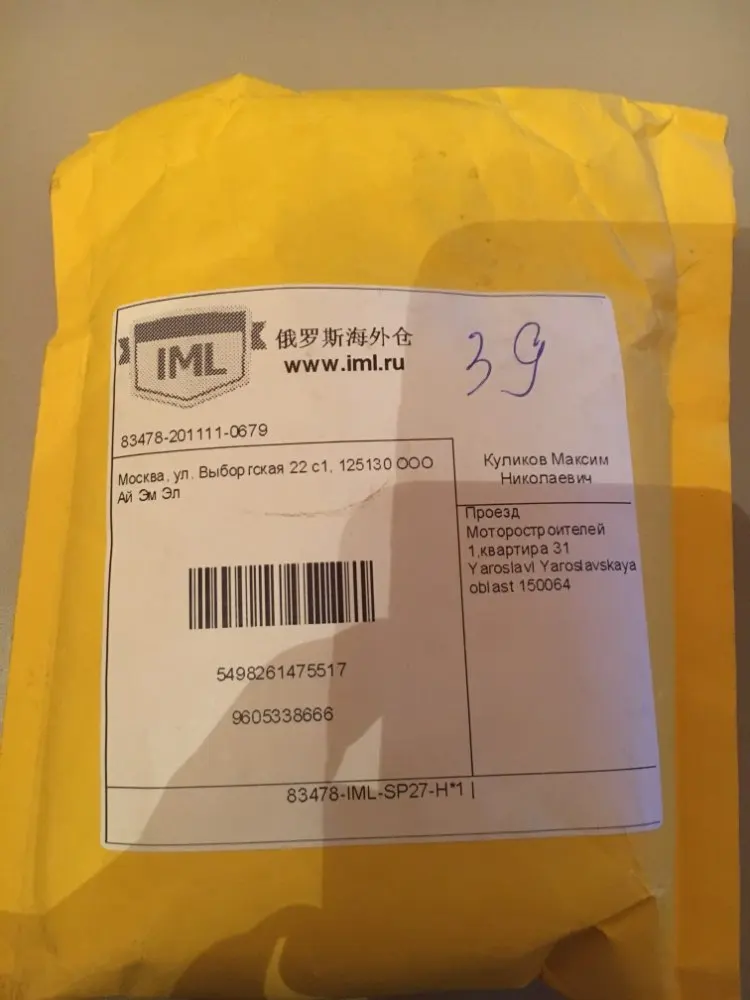 IML
俄罗斯海外仓
www.iml.ru
39
83478-201111-0679
Москва, ул. Выборгская 22 с1, 125130 ООО
Ай Эм Эл
Куликов Максим
Николаевич
Проезд
Моторостроителей
1,квартира 31
Yaroslavl Yaroslavskaya
oblast 150064
5498261475517
9605338666
83478-IML-SP27-H*1 |